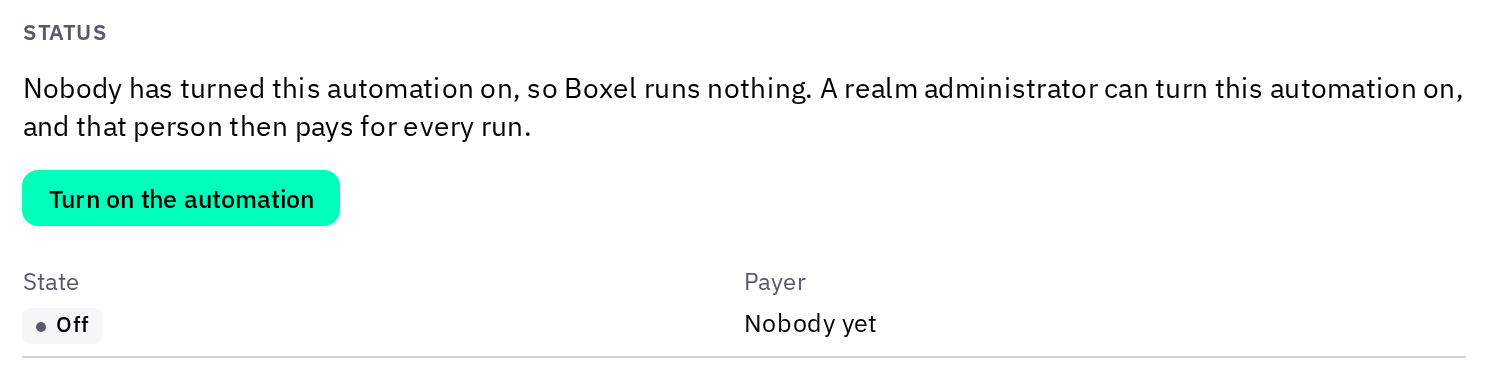 STATUS
Nobody has turned this automation on, so Boxel runs nothing. A realm administrator can turn this automation on,
and that person then pays for every run.
Turn on the automation
State
Payer
Off
Nobody yet